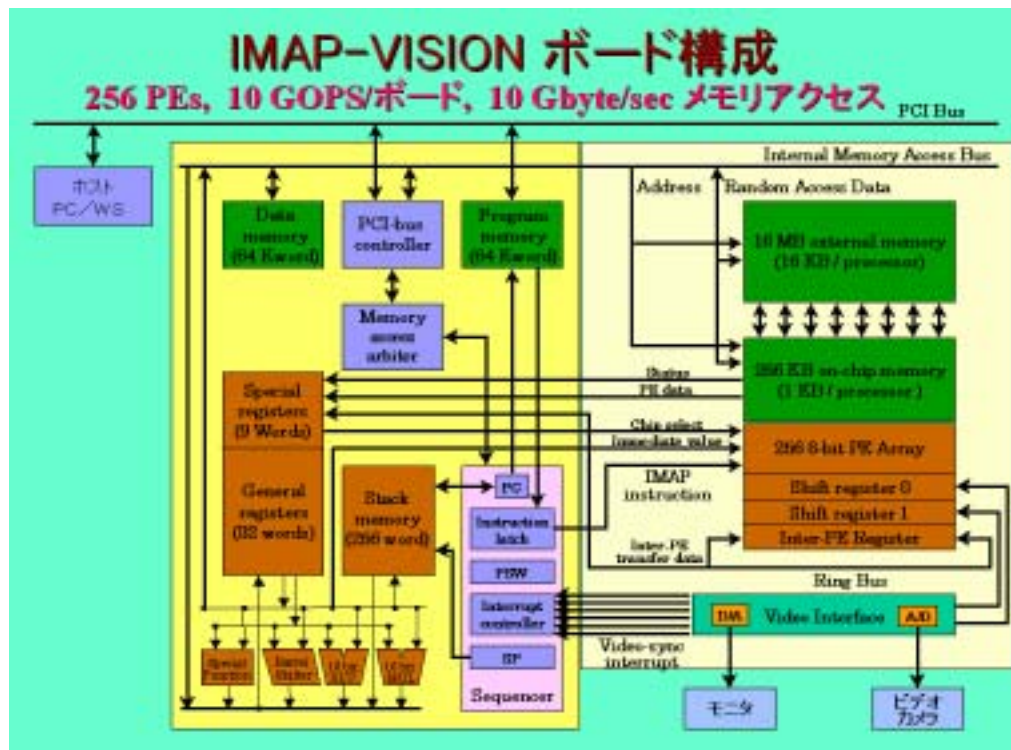 IMAP-VISION ボード構成
256 PEs, 10 GOPS/ボード, 10 Gbyte/sec メモリアクセス
PCI Bus
ホスト
PC/WS
Internal Memory Access Bus
Address
Random Access Data
Data
memory
(64 Kword)
PCI-bus
controller
Program
memory
(64 Kword)
16 MB external memory
(16 KB / processor)
Memory
access
arbiter
256 KB on-chip memory
(1 KB / processor )
Status
PE data
Special
registers
(9 Words)
Chip select
Immediate value
256 8-bit PE Array
General
registers
(32 words)
Stack
memory
(256 word)
PC
IMAP
instruction
Shift register 0
Shift register 1
Inter-PE Register
Instruction
latch
Inter-PE
transfer data
PSW
Ring Bus
Interrupt
controller
D/A
Video Interface
A/D
Video-sync
interrupt
SP
Special
Function
Barrel
Shifter
Sequencer
モニタ
ビデオ
カメラ